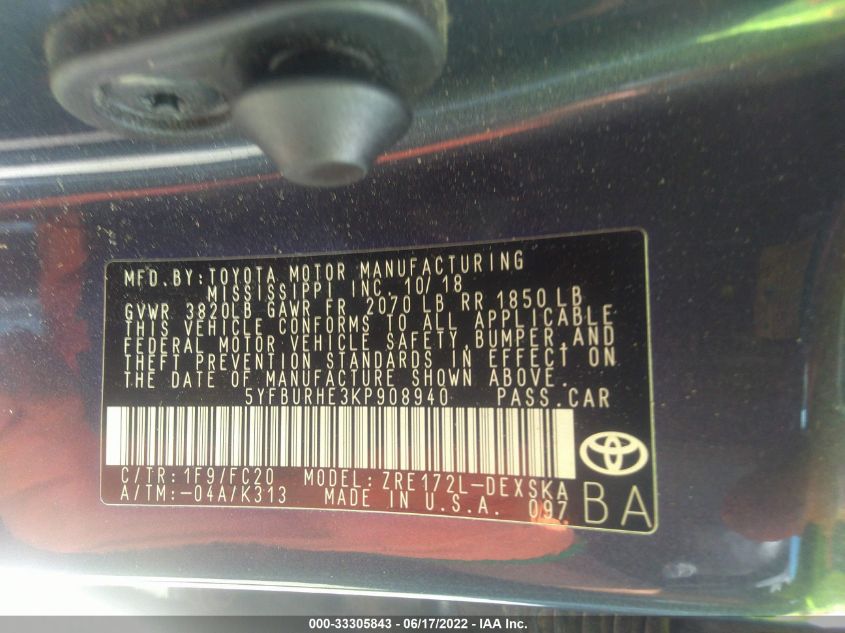 MFD.BY:TOYOTA MOTOR MANUFACTURING
MISSISSIPPI INC. 10/18
GVWR 3820LB GAWR FR 2070 LB RR 1850 LB
THIS VEHICLE CONFORMS TO ALL APPLICABLE
FEDERAL MOTOR VEHICLE SAFETY,BUMPER,AND
THEFT PREVENTION STANDARDS IN EFFECT ON
THE DATE OF MANUFACTURE SHOWN ABOVE.
5YFBURHE3KP908940 PASS.CAR
C/TR:1F9/FC20 MODEL:ZRE172L-DEXSKA
A/TM:-04A/K313 MADE IN U.S.A. 097 BA
000-33305843 - 06/17/2022 - IAA Inc.